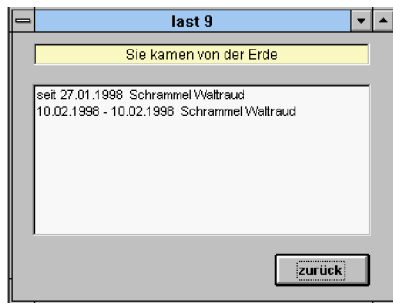 last 9
Sie kamen von der Erde
seit 27.01.1998 Schrammel Waltraud
10.02.1998 - 10.02.1998 Schrammel Waltraud
zurück